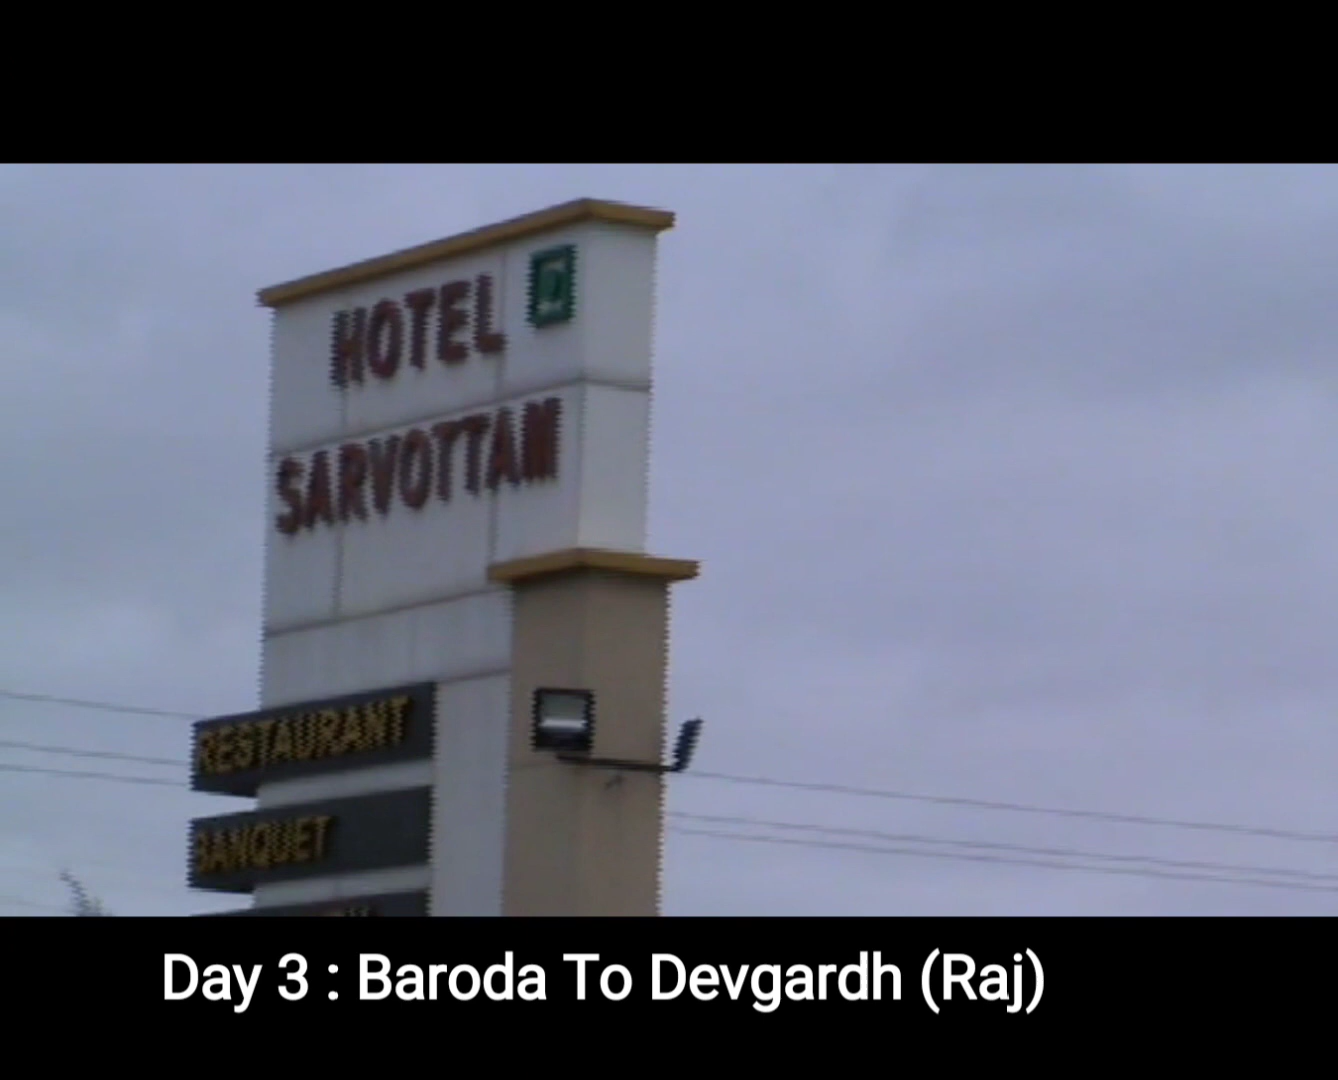 HOTEL
SARVOTTAM
RESTAURANT
BANQUET
Day 3 : Baroda To Devgardh (Raj)